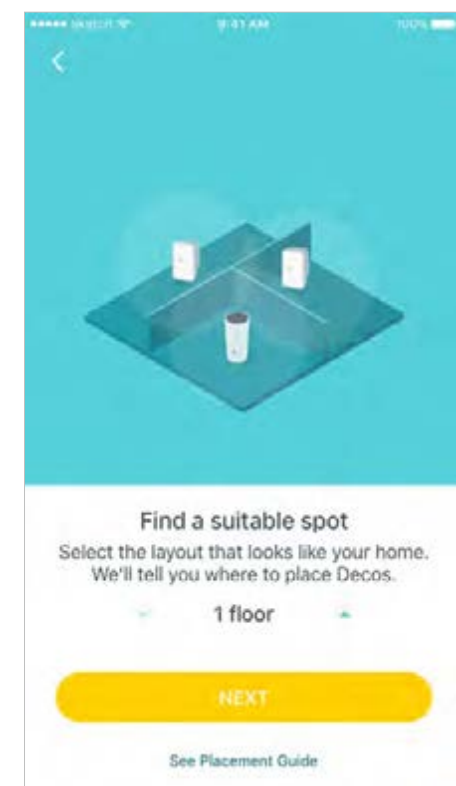 sketch
9:41 AM
100%
Find a suitable spot
Select the layout that looks like your home.
We'll tell you where to place Decos.
1 floor
NEXT
See Placement Guide